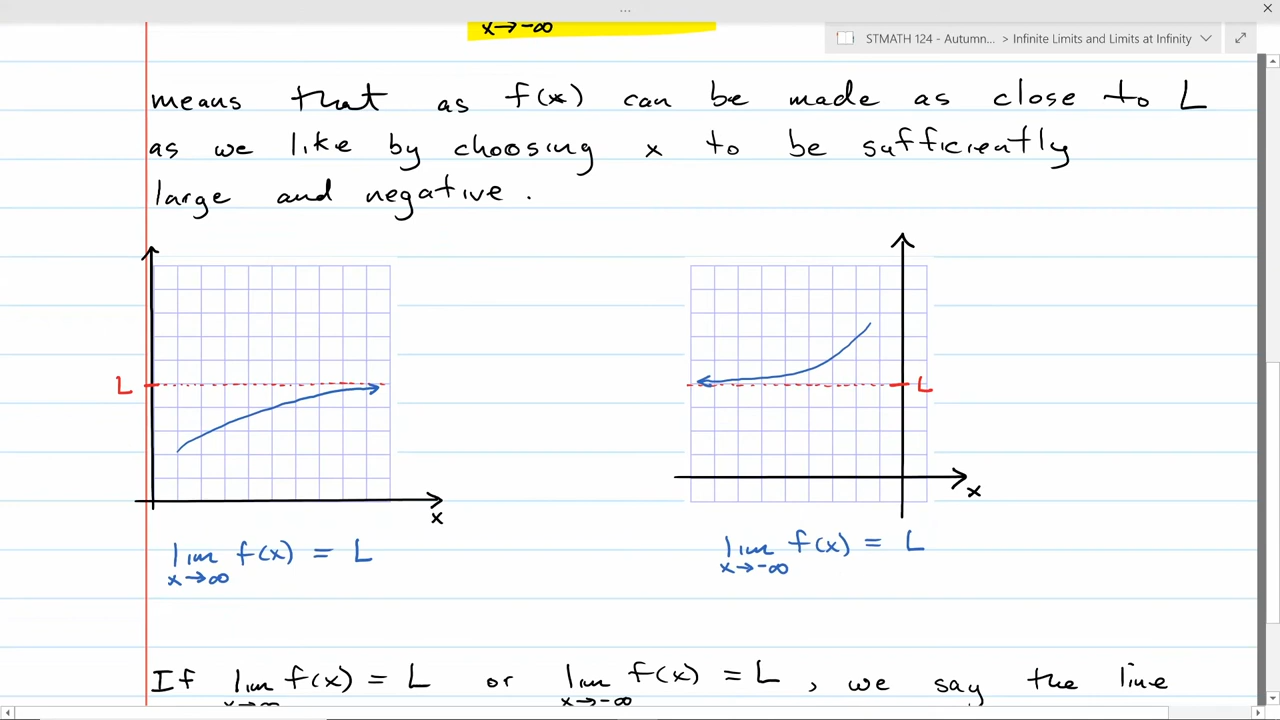 ...
x→-∞
STMATH 124 - Autumn... > Infinite Limits and Limits at Infinity
means that as f(x) can be made as close to L
as we like by choosing x to be sufficiently
large and negative.
L
x
L
x
lim f(x) = L
x→∞
lim f(x) = L
x→-∞
If lim f(x) = L or lim f(x) = L, we say the line
x→∞ x→-∞